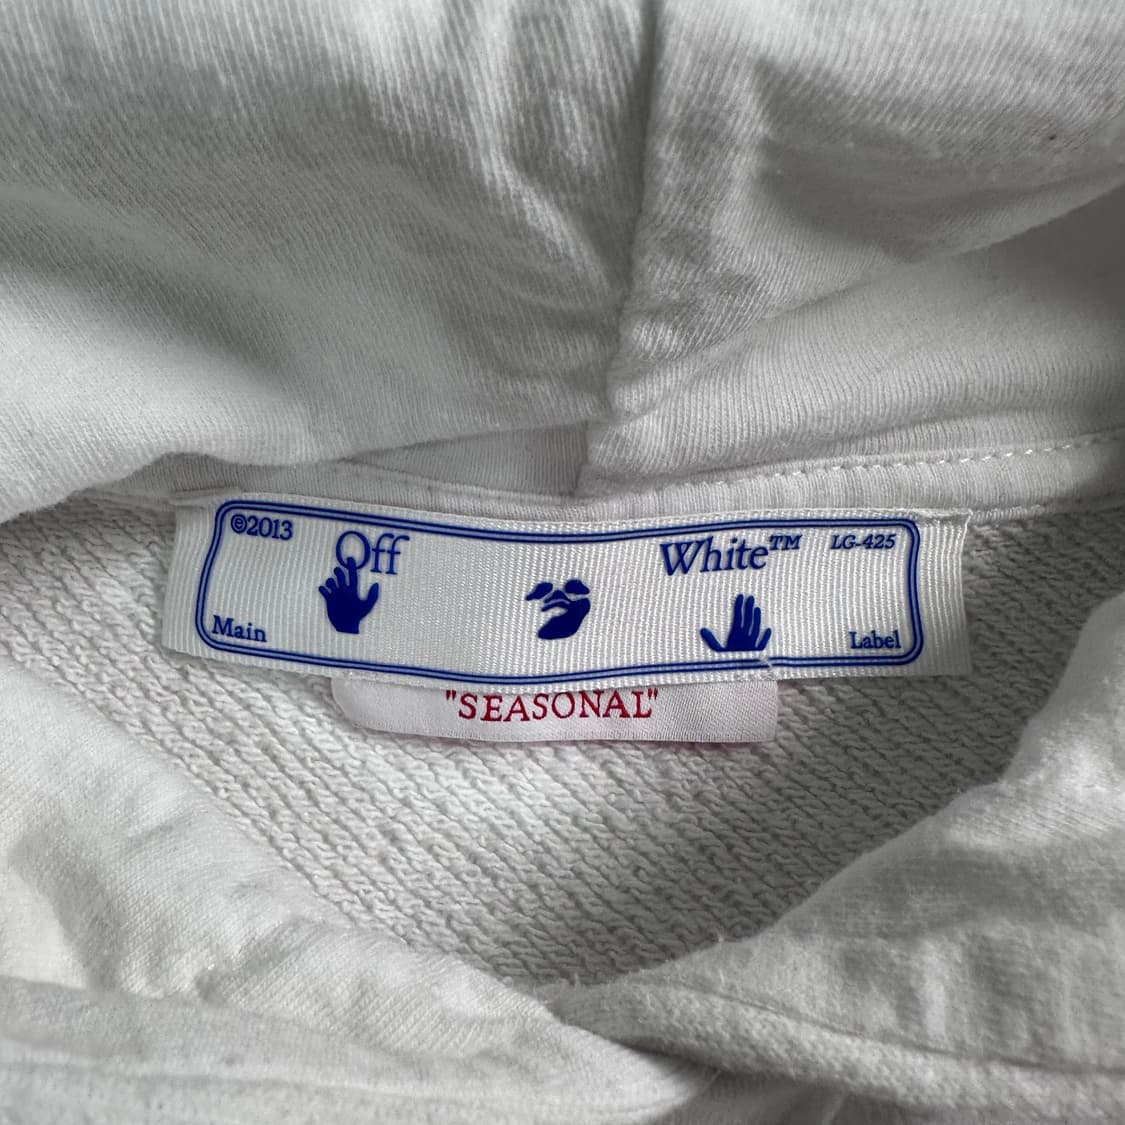 ©2013
Off
White™
LG-425
Main
Label
"SEASONAL"